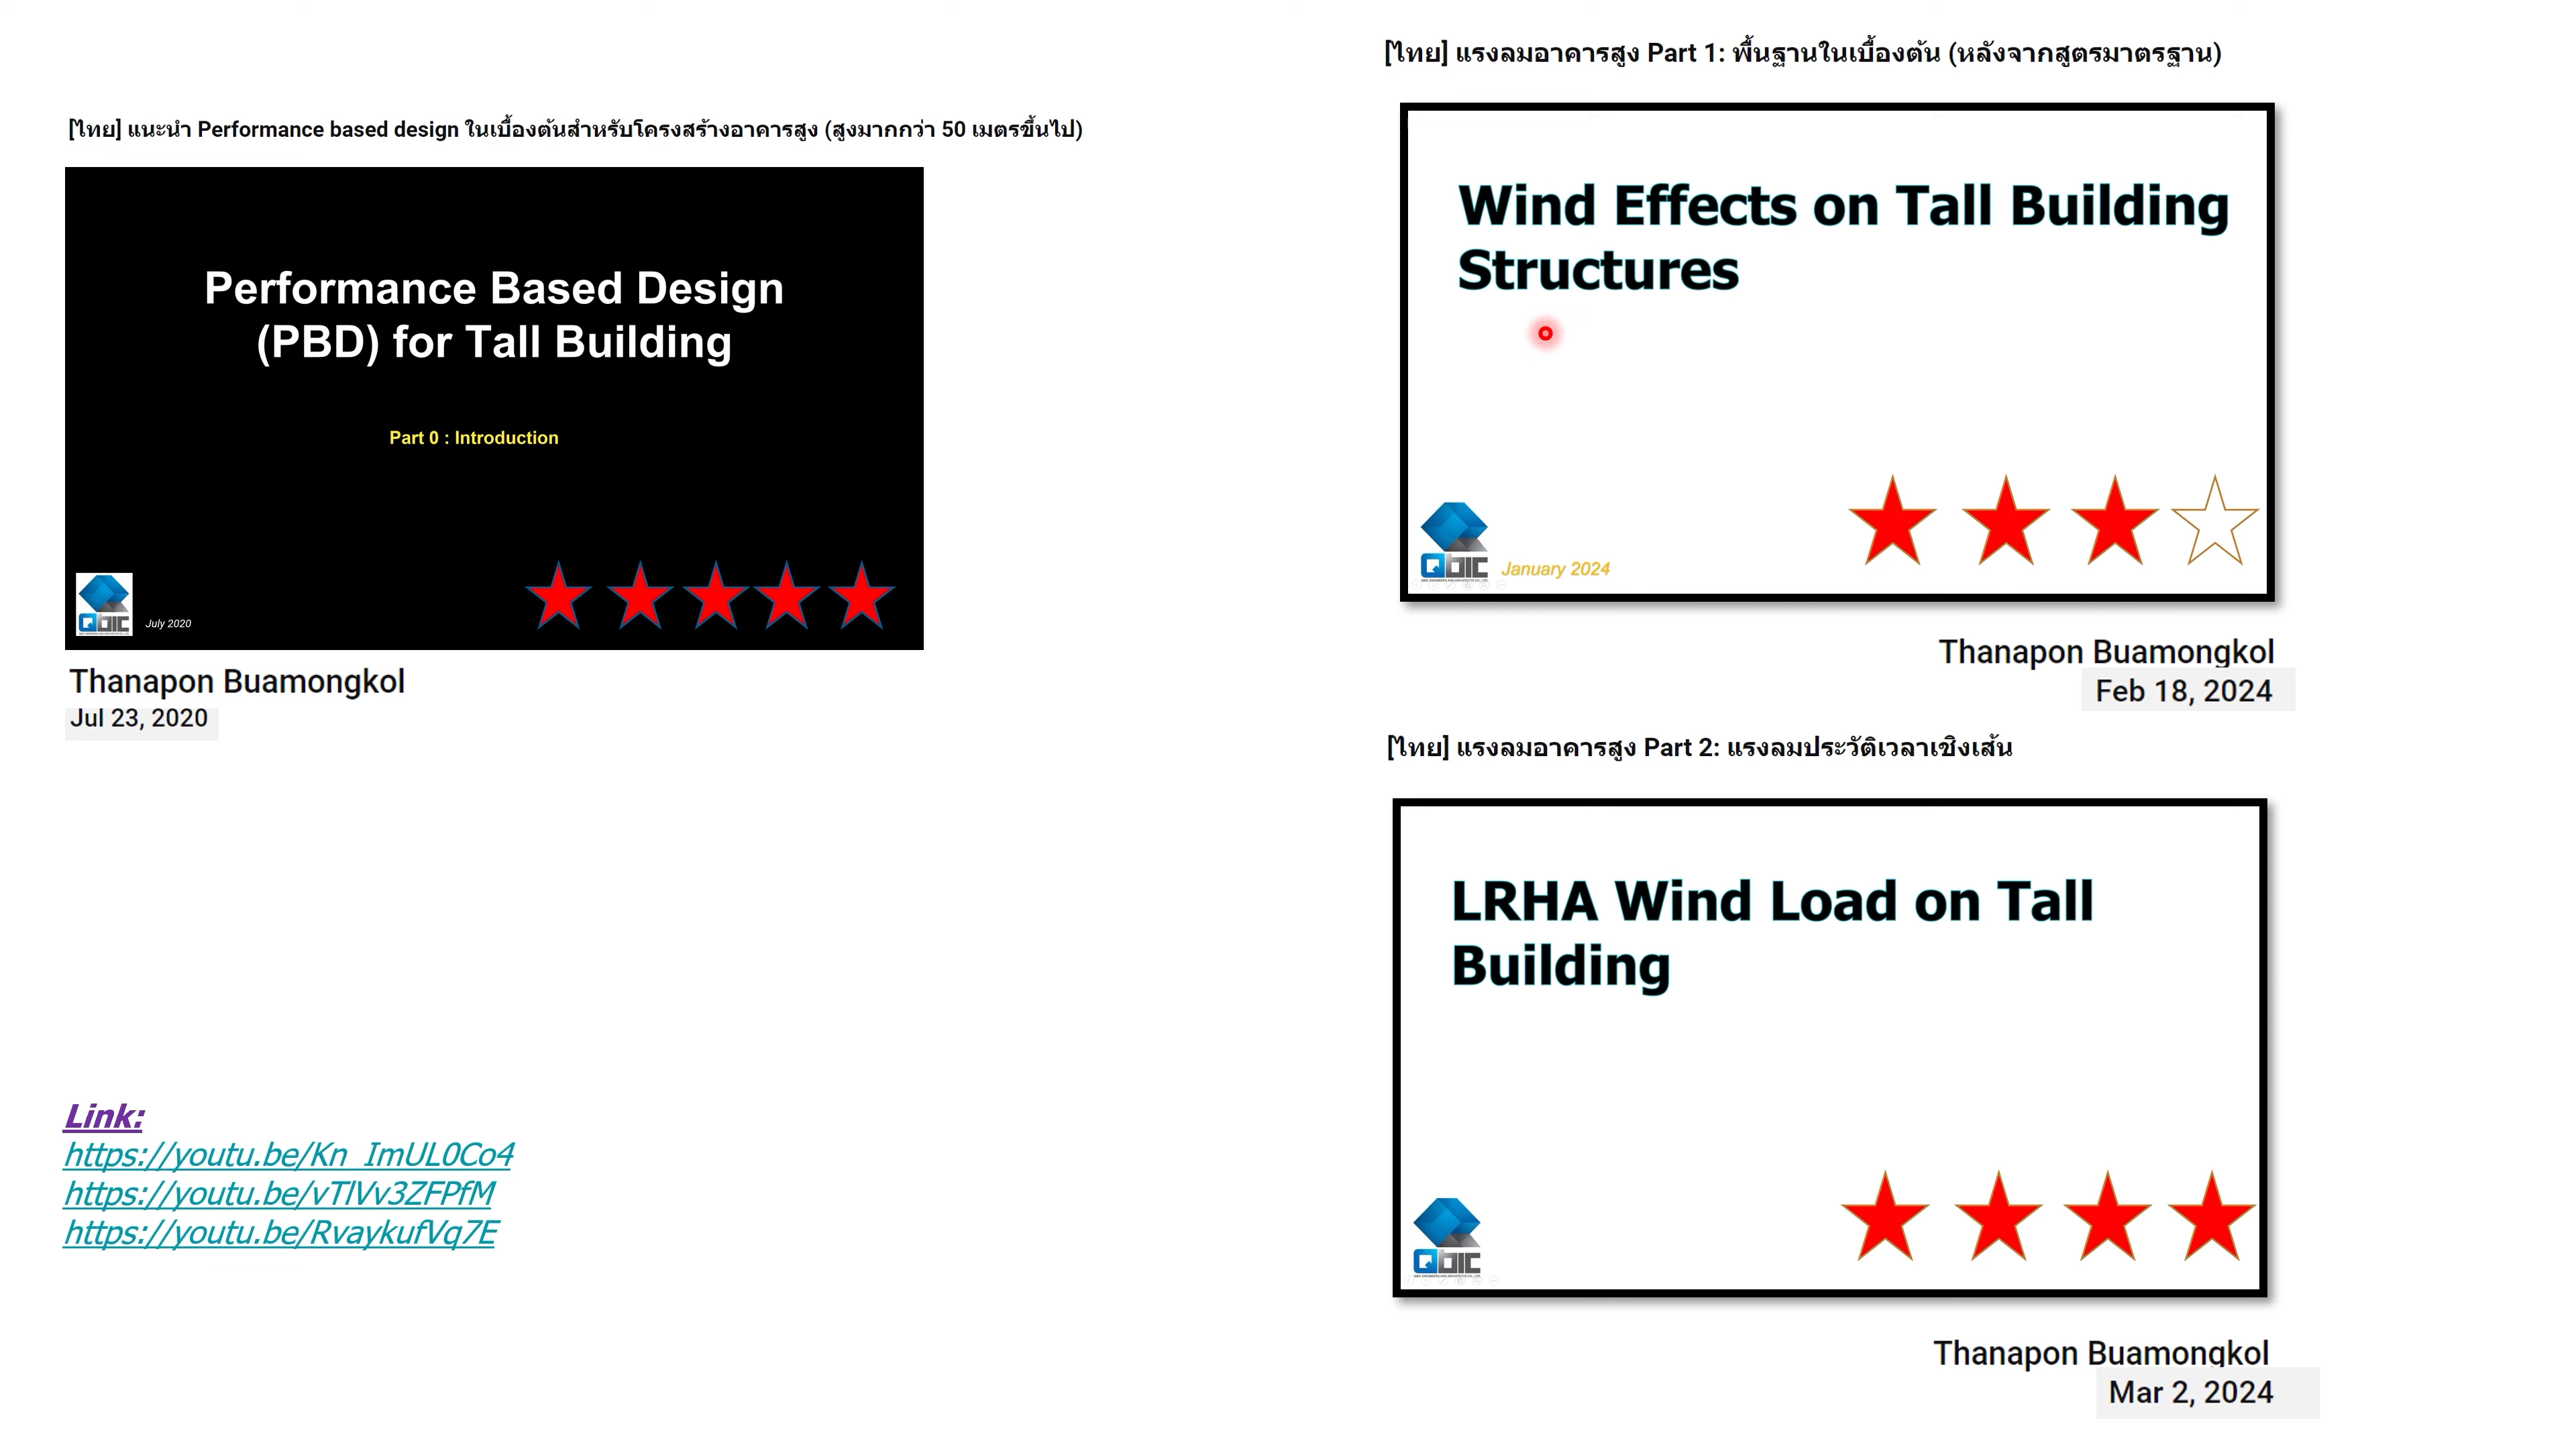 [ไทย] แนะนำ Performance based design ในเบื้องต้นสำหรับโครงสร้างอาคารสูง (สูงมากกว่า 50 เมตรขึ้นไป)
Performance Based Design
(PBD) for Tall Building
Part 0 : Introduction
Qbic
July 2020
Thanapon Buamongkol
Jul 23, 2020
Link:
https://youtu.be/Kn_ImUL0Co4
https://youtu.be/vTlVv3ZFPfM
https://youtu.be/RvaykufVq7E
[ไทย] แรงลมอาคารสูง Part 1: พื้นฐานในเบื้องต้น (หลังจากสูตรมาตรฐาน)
Wind Effects on Tall Building
Structures
Qbic
January 2024
Thanapon Buamongkol
Feb 18, 2024
[ไทย] แรงลมอาคารสูง Part 2: แรงลมประวัติเวลาเชิงเส้น
LRHA Wind Load on Tall
Building
Qbic
Thanapon Buamongkol
Mar 2, 2024